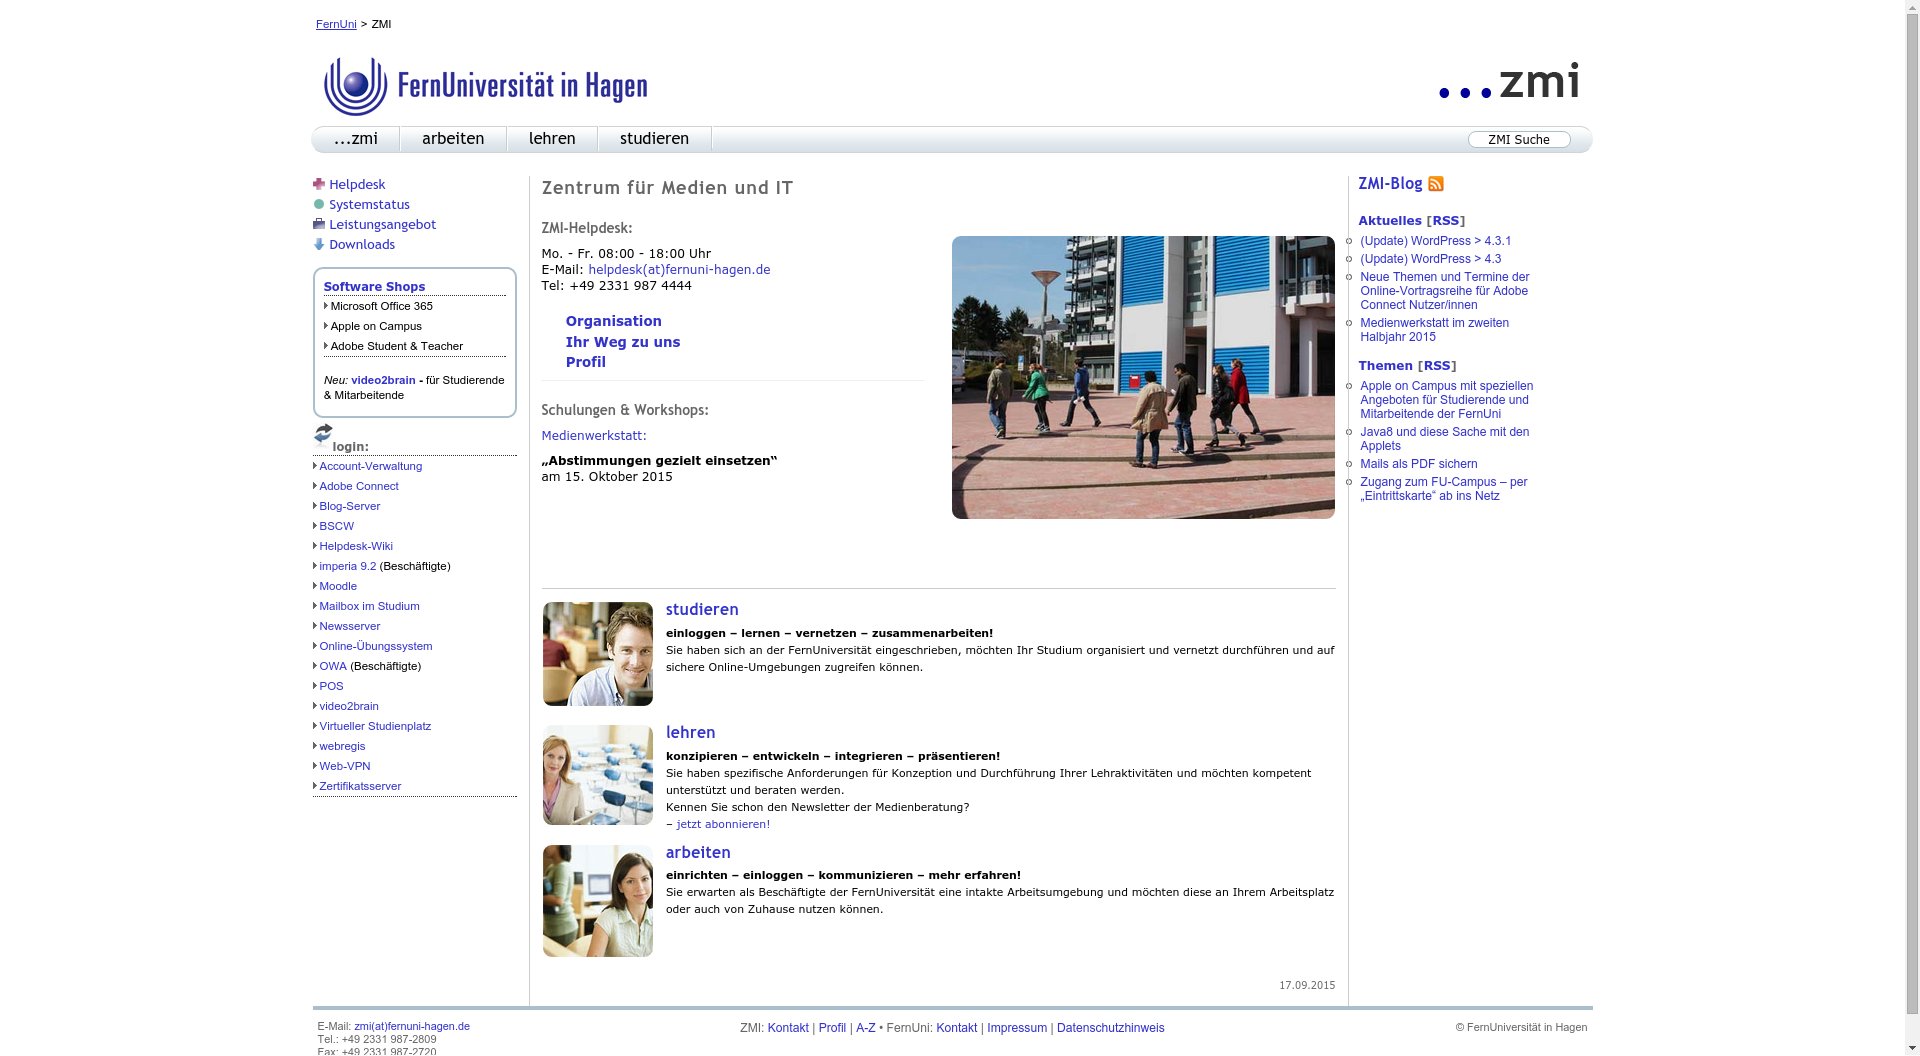 FernUni > ZMI
FernUniversität in Hagen
...zmi
...zmi
arbeiten
lehren
studieren
ZMI Suche
Helpdesk
Systemstatus
Leistungsangebot
Downloads
Software Shops
Microsoft Office 365
Apple on Campus
Adobe Student & Teacher
Neu: video2brain - für Studierende
& Mitarbeitende
login:
Account-Verwaltung
Adobe Connect
Blog-Server
BSCW
Helpdesk-Wiki
imperia 9.2 (Beschäftigte)
Moodle
Mailbox im Studium
Newsserver
Online-Übungssystem
OWA (Beschäftigte)
POS
video2brain
Virtueller Studienplatz
webregis
Web-VPN
Zertifikatsserver
Zentrum für Medien und IT
ZMI-Helpdesk:
Mo. - Fr. 08:00 - 18:00 Uhr
E-Mail: helpdesk(at)fernuni-hagen.de
Tel: +49 2331 987 4444
Organisation
Ihr Weg zu uns
Profil
Schulungen & Workshops:
Medienwerkstatt:
„Abstimmungen gezielt einsetzen“
am 15. Oktober 2015
studieren
einloggen – lernen – vernetzen – zusammenarbeiten!
Sie haben sich an der FernUniversität eingeschrieben, möchten Ihr Studium organisiert und vernetzt durchführen und auf
sichere Online-Umgebungen zugreifen können.
lehren
konzipieren – entwickeln – integrieren – präsentieren!
Sie haben spezifische Anforderungen für Konzeption und Durchführung Ihrer Lehraktivitäten und möchten kompetent
unterstützt und beraten werden.
Kennen Sie schon den Newsletter der Medienberatung?
– jetzt abonnieren!
arbeiten
einrichten – einloggen – kommunizieren – mehr erfahren!
Sie erwarten als Beschäftigte der FernUniversität eine intakte Arbeitsumgebung und möchten diese an Ihrem Arbeitsplatz
oder auch von Zuhause nutzen können.
17.09.2015
ZMI-Blog
Aktuelles [RSS]
(Update) WordPress > 4.3.1
(Update) WordPress > 4.3
Neue Themen und Termine der
Online-Vortragsreihe für Adobe
Connect Nutzer/innen
Medienwerkstatt im zweiten
Halbjahr 2015
Themen [RSS]
Apple on Campus mit speziellen
Angeboten für Studierende und
Mitarbeitende der FernUni
Java8 und diese Sache mit den
Applets
Mails als PDF sichern
Zugang zum FU-Campus – per
„Eintrittskarte“ ab ins Netz
E-Mail: zmi(at)fernuni-hagen.de
Tel.: +49 2331 987-2809
Fax: +49 2331 987-2720
ZMI: Kontakt | Profil | A-Z • FernUni: Kontakt | Impressum | Datenschutzhinweis
© FernUniversität in Hagen